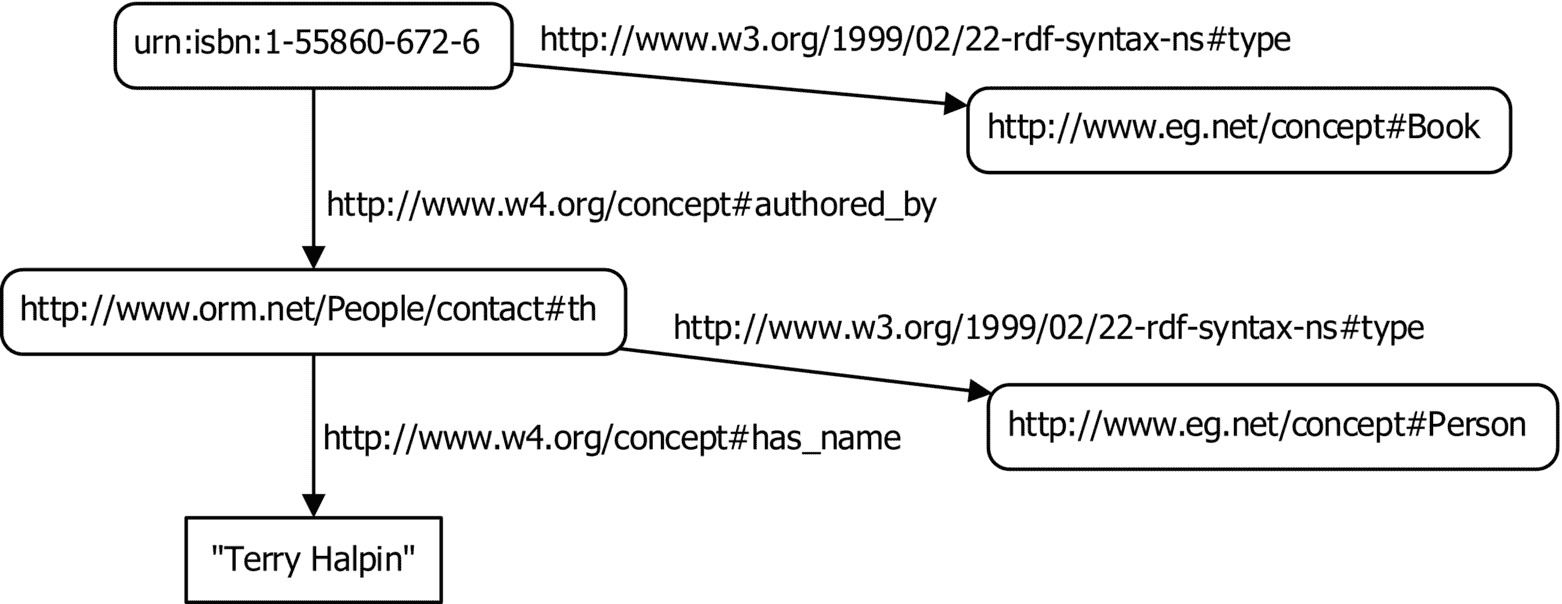 urn:isbn:1-55860-672-6
http://www.w3.org/1999/02/22-rdf-syntax-ns#type
http://www.eg.net/concept#Book
http://www.w4.org/concept#authored_by
http://www.orm.net/People/contact#th
http://www.w3.org/1999/02/22-rdf-syntax-ns#type
http://www.eg.net/concept#Person
http://www.w4.org/concept#has_name
"Terry Halpin"